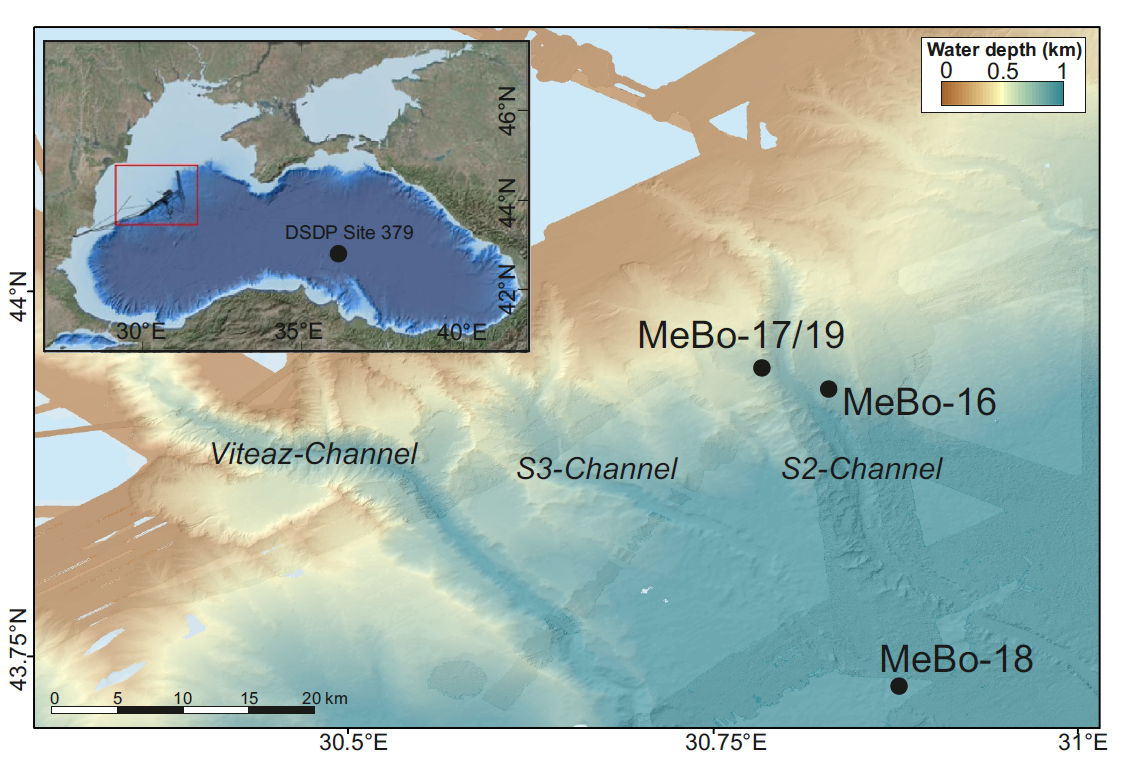 Water depth (km)
0 0.5 1
46°N
44°N
42°N
DSDP Site 379
30°E 35°E 40°E
44°N
MeBo-17/19
MeBo-16
Viteaz-Channel
S3-Channel
S2-Channel
43.75°N
MeBo-18
0 5 10 15 20 km
30.5°E 30.75°E 31°E